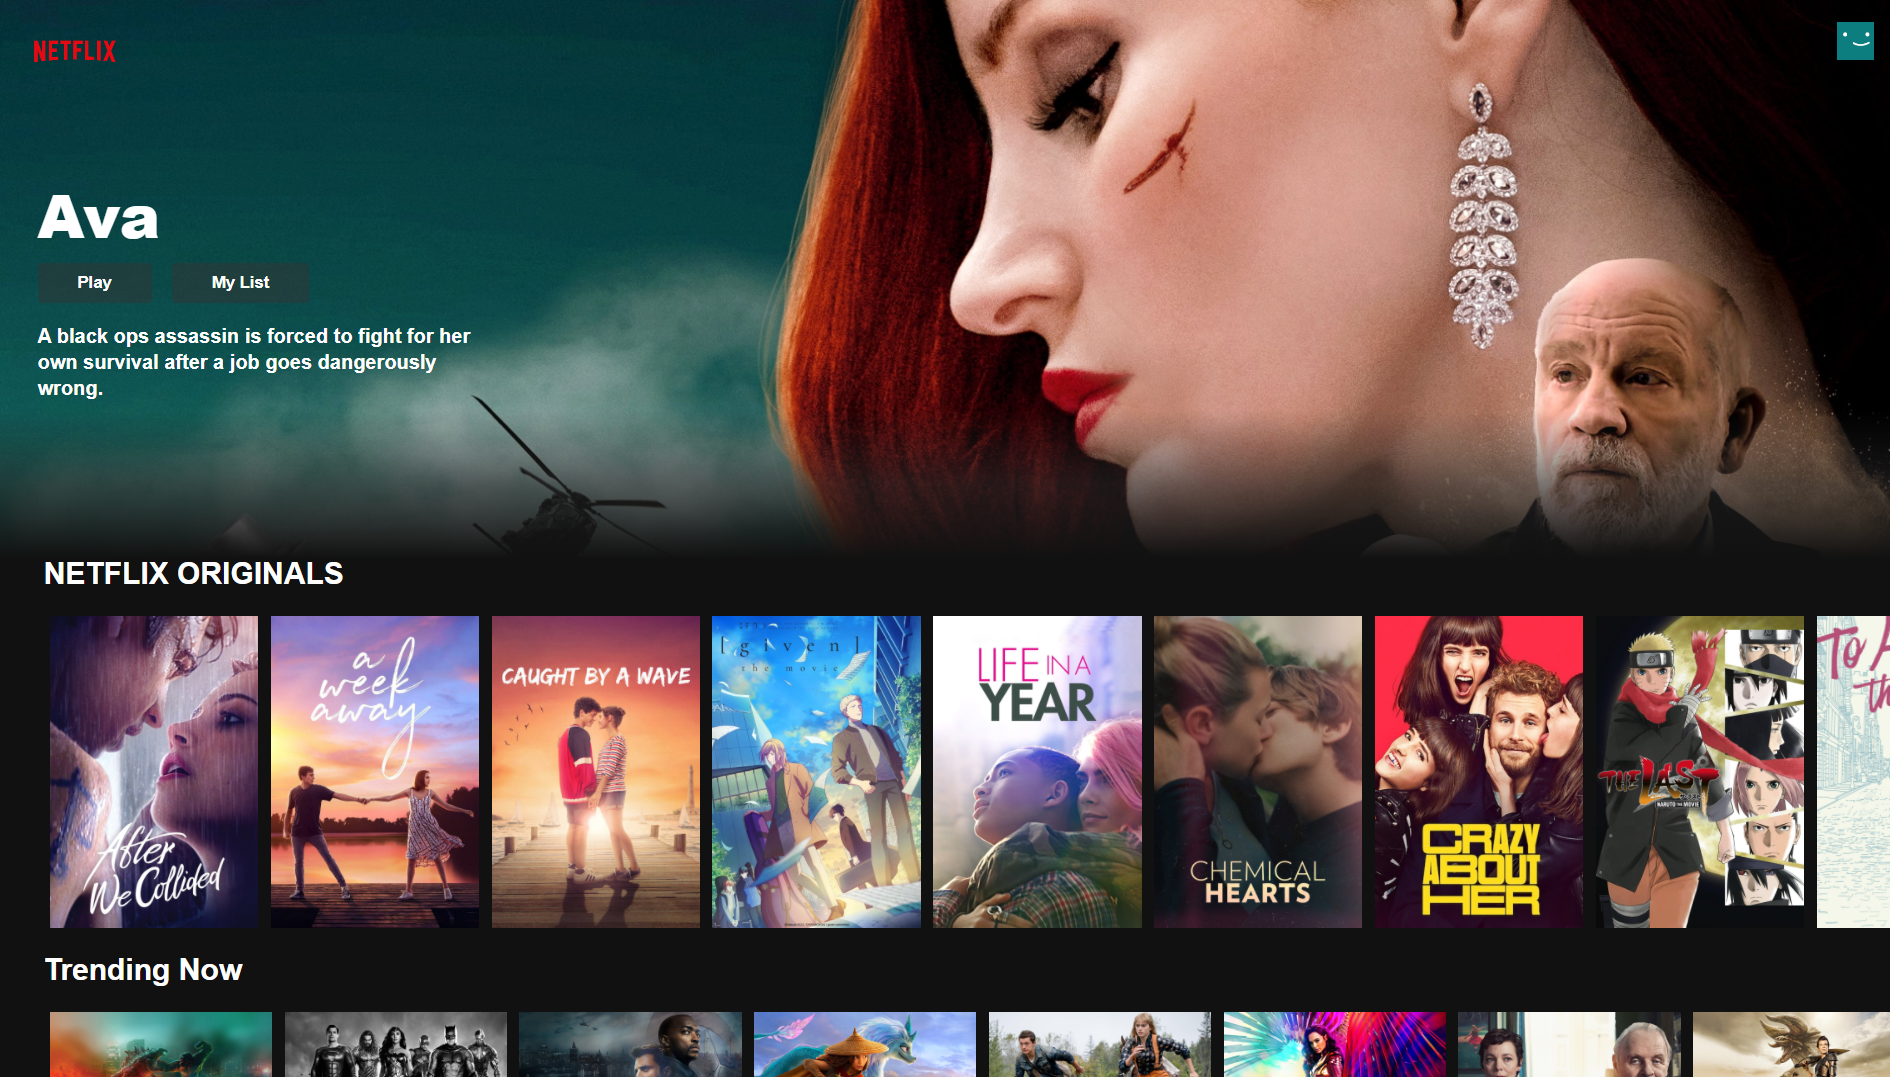 NETFLIX
Ava
Play
My List
A black ops assassin is forced to fight for her
own survival after a job goes dangerously
wrong.
NETFLIX ORIGINALS
After
We Collided
a
week
away
CAUGHT BY A WAVE
[given]
the movie
LIFE IN A
YEAR
CHEMICAL
HEARTS
CRAZY
ABOUT
HER
THE LAST
NARUTO THE MOVIE
To A
th
Trending Now